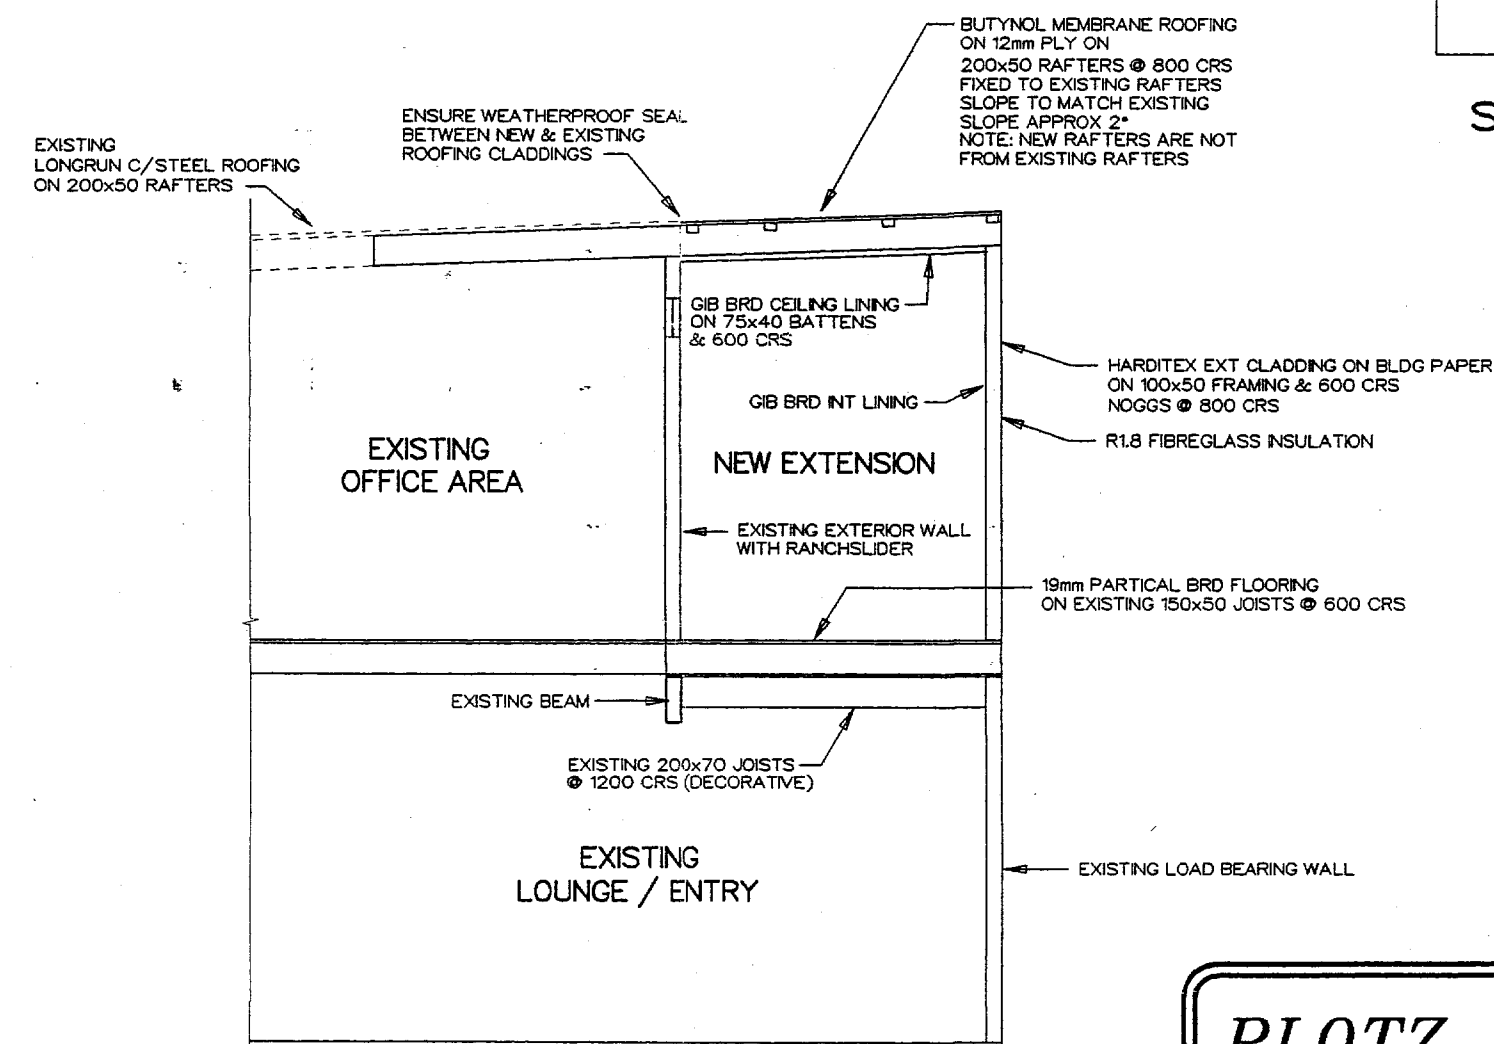 BUTYNOL MEMBRANE ROOFING
ON 12mm PLY ON
200x50 RAFTERS @ 800 CRS
FIXED TO EXISTING RAFTERS
SLOPE TO MATCH EXISTING
SLOPE APPROX 2°
NOTE: NEW RAFTERS ARE NOT
FROM EXISTING RAFTERS
S
ENSURE WEATHERPROOF SEAL
BETWEEN NEW & EXISTING
ROOFING CLADDINGS
EXISTING
LONGRUN C/STEEL ROOFING
ON 200x50 RAFTERS
GIB BRD CEILING LINING
ON 75x40 BATTENS
& 600 CRS
HARDITEX EXT CLADDING ON BLDG PAPER
ON 100x50 FRAMING & 600 CRS
NOGGS @ 800 CRS
GIB BRD INT LINING
R1.8 FIBREGLASS INSULATION
EXISTING
OFFICE AREA
NEW EXTENSION
EXISTING EXTERIOR WALL
WITH RANCHSLIDER
19mm PARTICAL BRD FLOORING
ON EXISTING 150x50 JOISTS @ 600 CRS
EXISTING BEAM
EXISTING 200x70 JOISTS
@ 1200 CRS (DECORATIVE)
EXISTING
LOUNGE / ENTRY
EXISTING LOAD BEARING WALL
PLOTZ